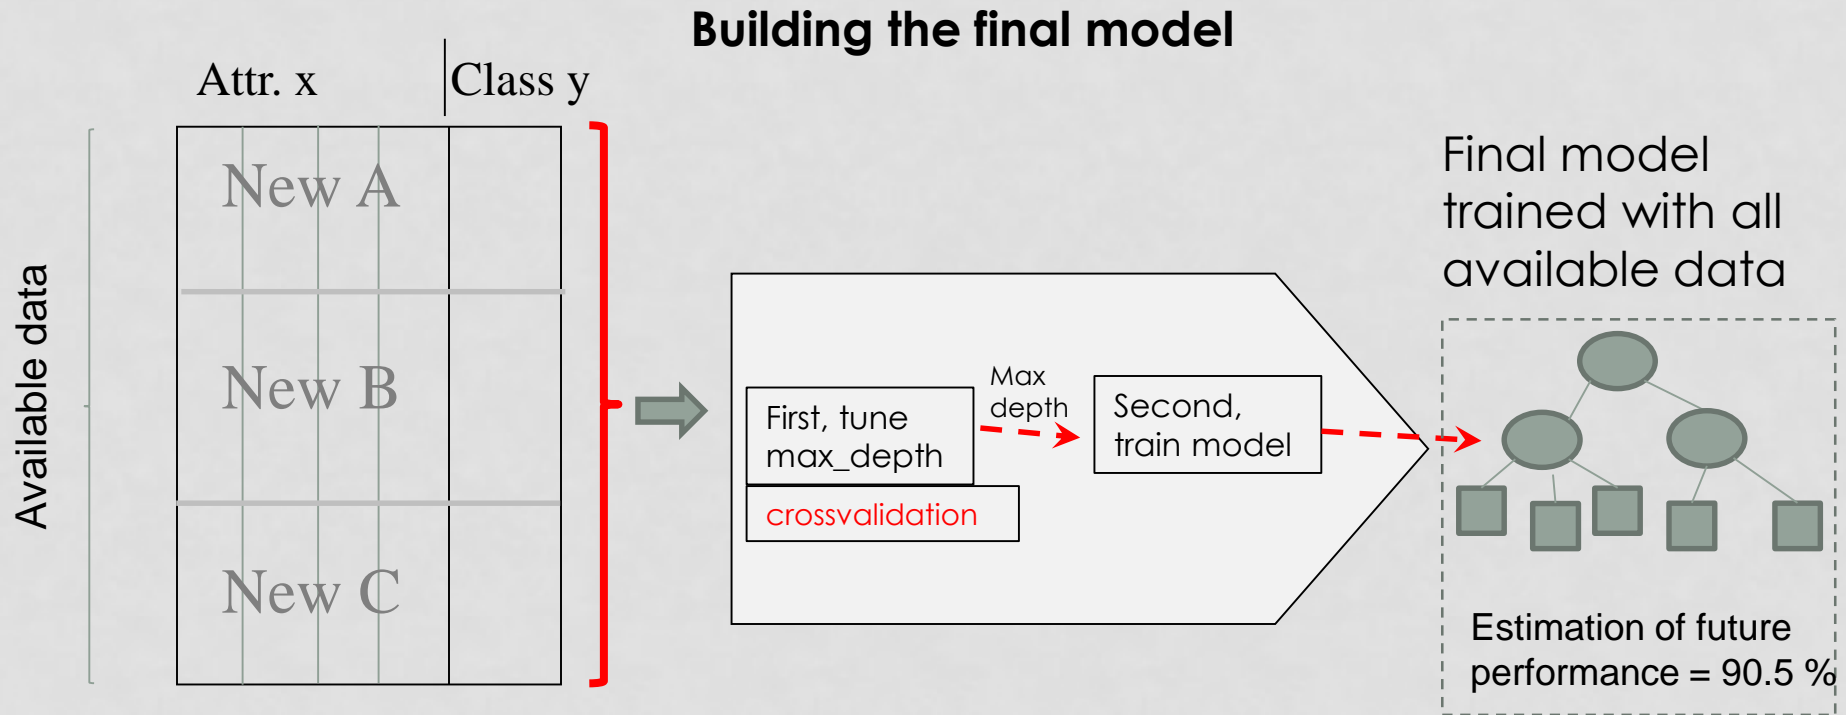 Building the final model
Attr. x
Class y
Available data
New A
New B
New C
First, tune
max_depth
crossvalidation
Max
depth
Second,
train model
Final model
trained with all
available data
Estimation of future
performance = 90.5 %